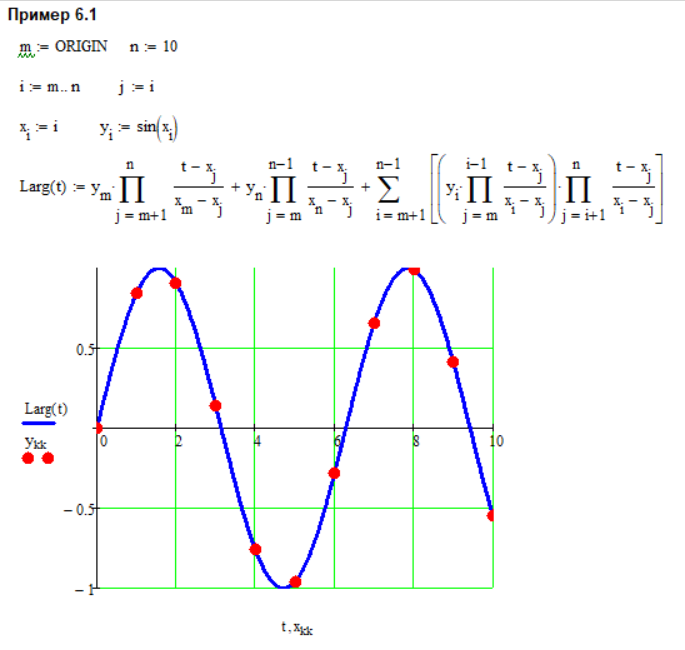 Пример 6.1
m := ORIGIN n := 10
i := m.. n j := i
x_i := i y_i := sin(x_i)
Larg(t) := y_m·∏_{j = m+1}^{n} (t − x_j)/(x_m − x_j) + y_n·∏_{j = m}^{n−1} (t − x_j)/(x_n − x_j) + ∑_{i = m+1}^{n−1} [(y_i·∏_{j = m}^{i−1} (t − x_j)/(x_i − x_j))·∏_{j = i+1}^{n} (t − x_j)/(x_i − x_j)]
0.5
Larg(t)
y_kk
0 2 4 6 8 10
− 0.5
− 1
t , x_kk